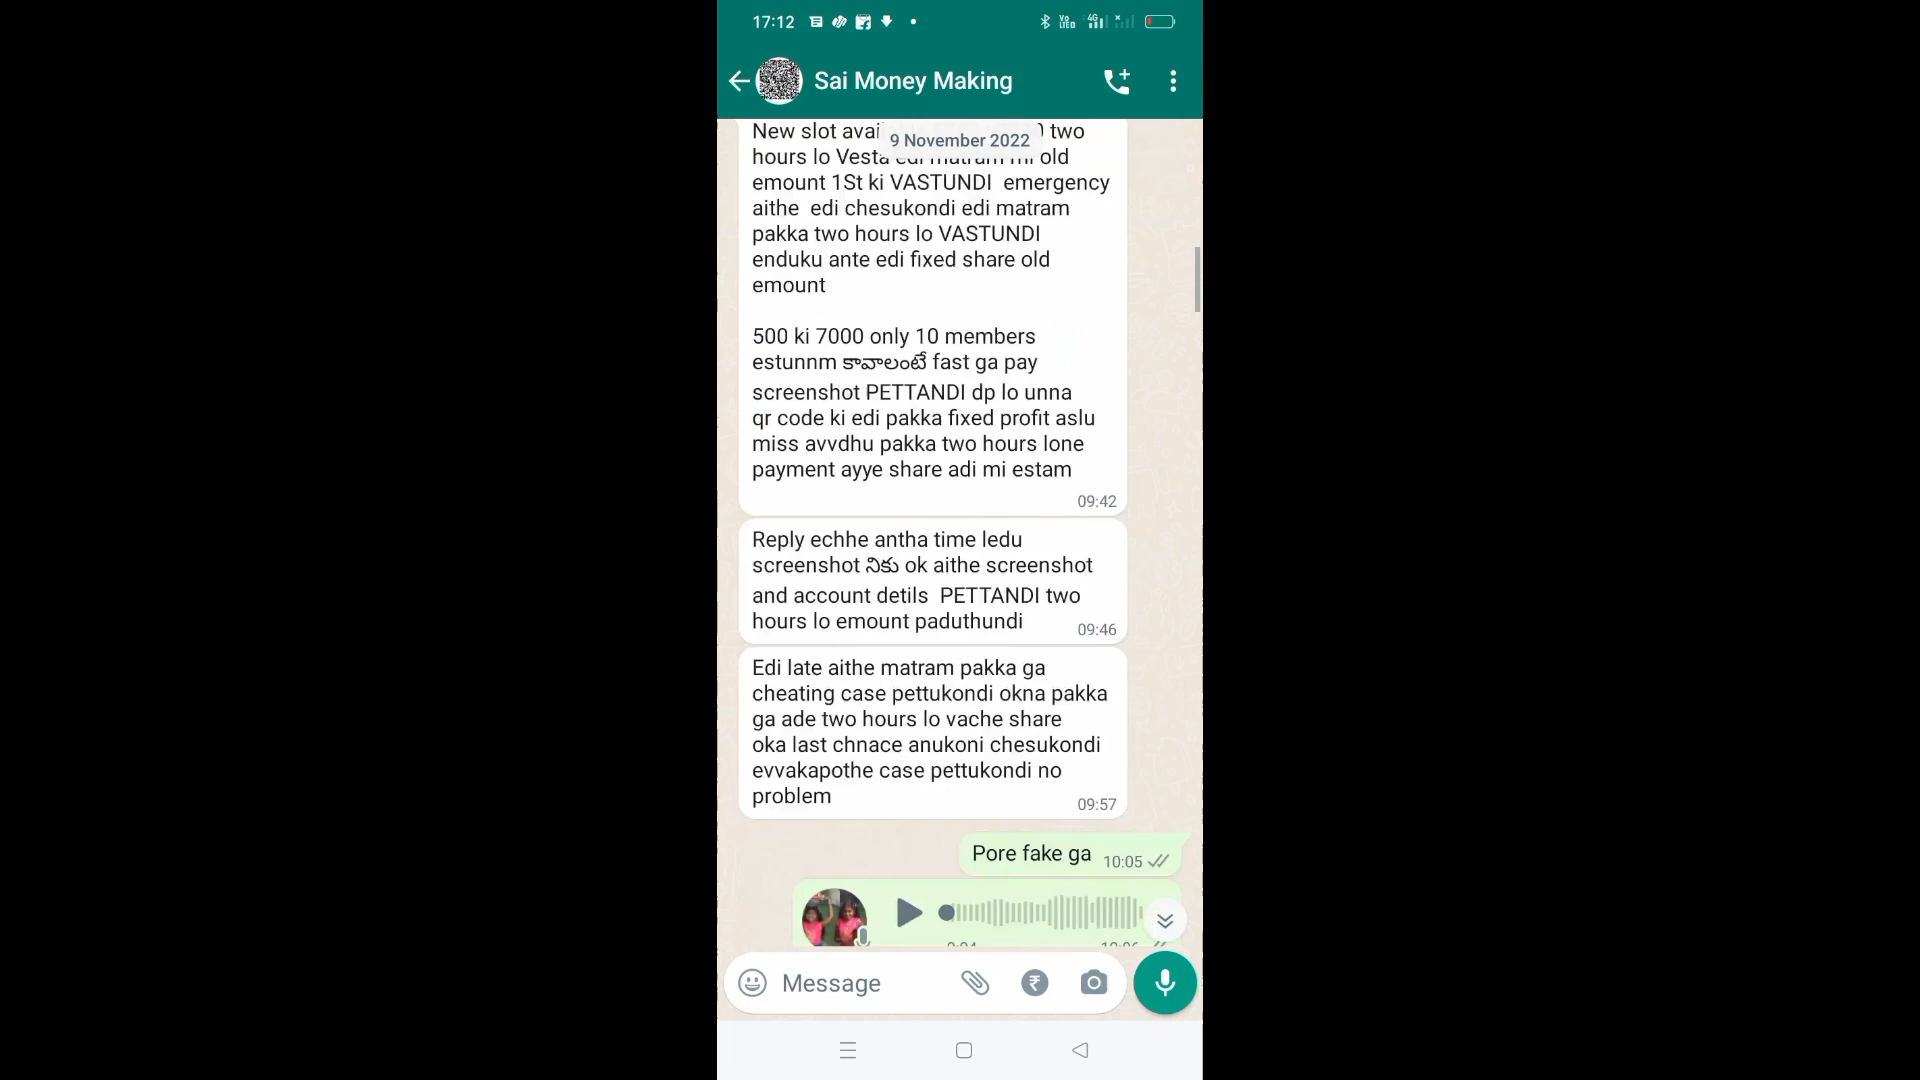 17:12
Sai Money Making
9 November 2022
New slot two
hours lo Vesta old
emount 1St ki VASTUNDI emergency
aithe edi chesukondi edi matram
pakka two hours lo VASTUNDI
enduku ante edi fixed share old
emount
500 ki 7000 only 10 members
estunnm కావాలంటే fast ga pay
screenshot PETTANDI dp lo unna
qr code ki edi pakka fixed profit aslu
miss avvdhu pakka two hours lone
payment ayye share adi mi estam
09:42
Reply echhe antha time ledu
screenshot నికు ok aithe screenshot
and account detils PETTANDI two
hours lo emount paduthundi 09:46
Edi late aithe matram pakka ga
cheating case pettukondi okna pakka
ga ade two hours lo vache share
oka last chnace anukoni chesukondi
evvakapothe case pettukondi no
problem 09:57
Pore fake ga 10:05
Message